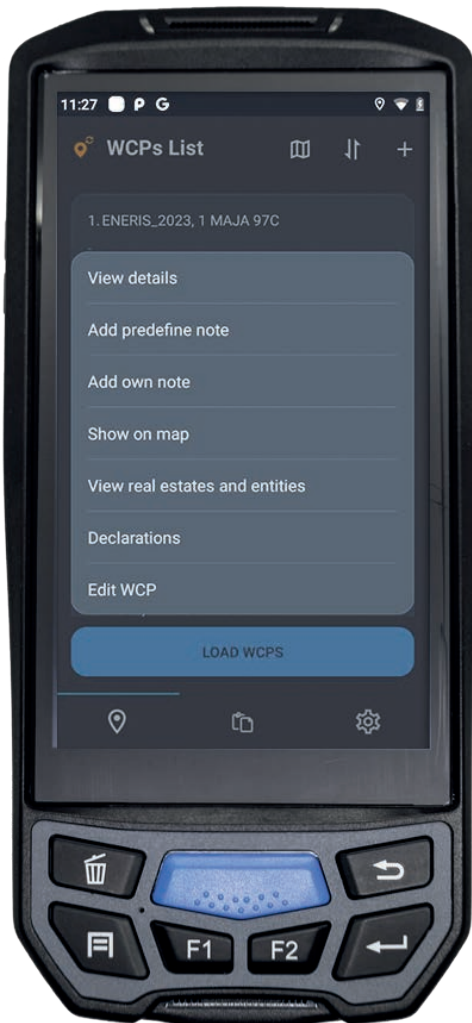 11:27 P G
WCPs List
1. ENERIS_2023, 1 MAJA 97C
View details
Add predefine note
Add own note
Show on map
View real estates and entities
Declarations
Edit WCP
LOAD WCPS
F1 F2